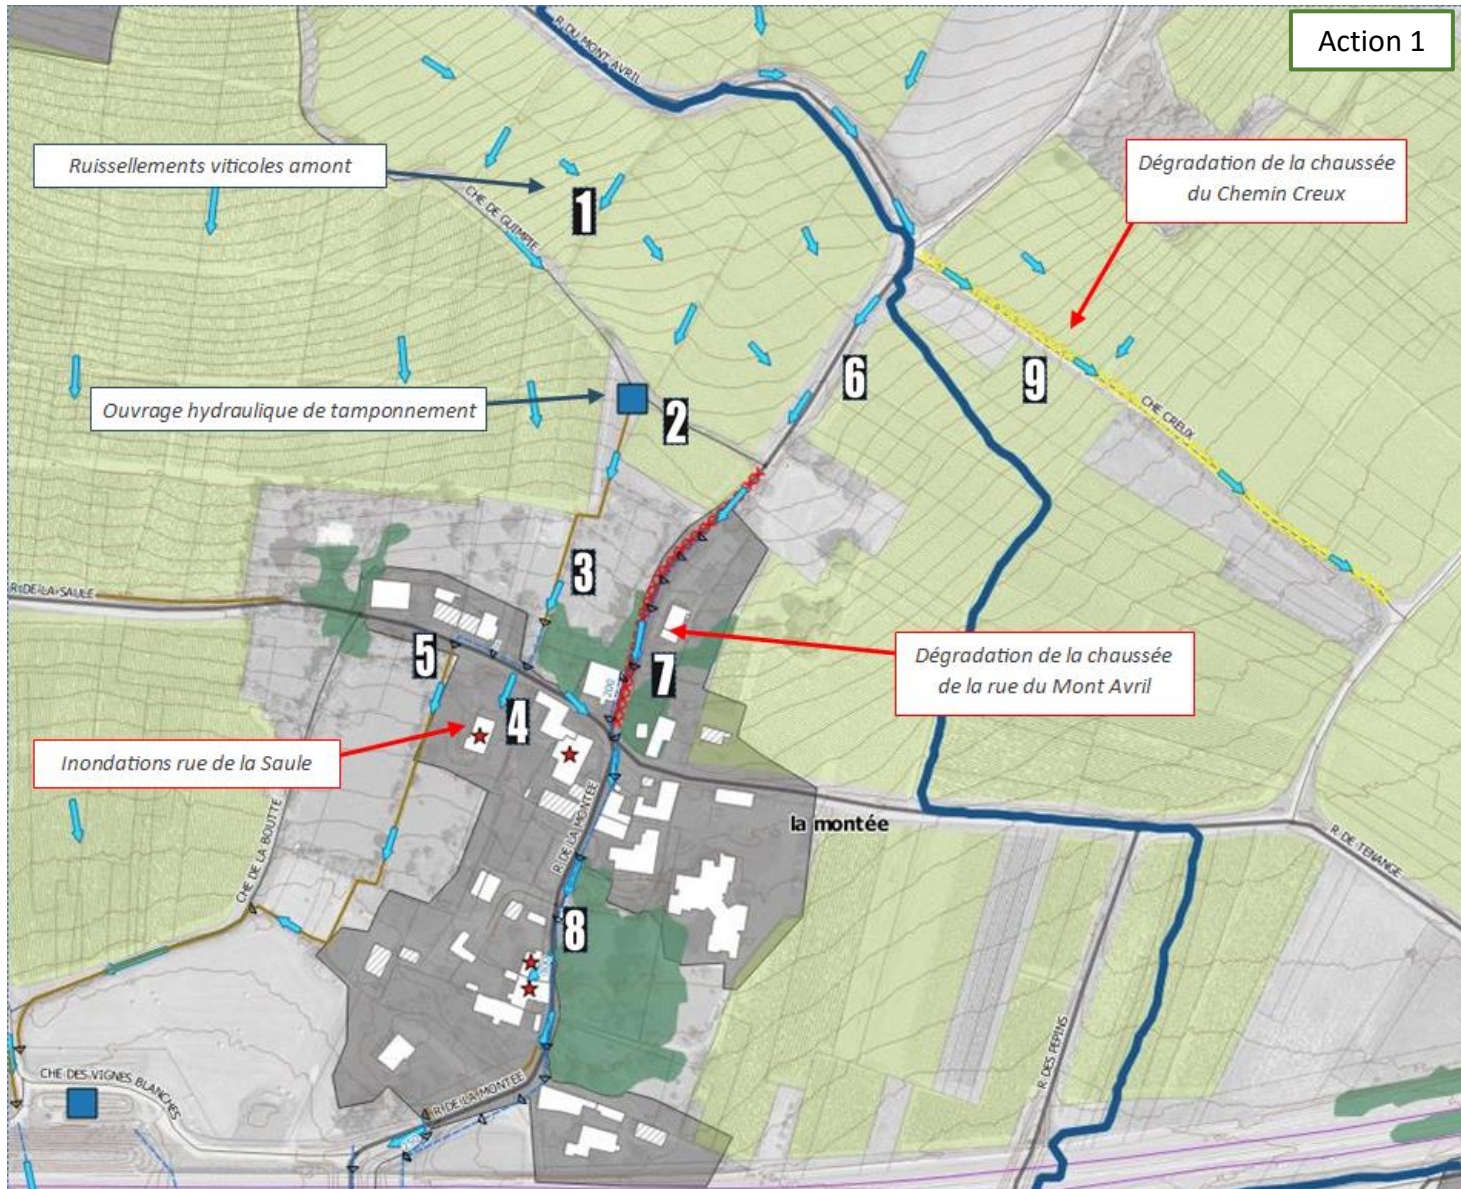 Action 1
R. DU MONT AVRIL
Ruissellements viticoles amont
Dégradation de la chaussée
du Chemin Creux
1
CHE DE GUIMPIE
Ouvrage hydraulique de tamponnement
2
6
9
CHE CREUX
3
R. DE LA SAULE
5
4
7
200
Dégradation de la chaussée
de la rue du Mont Avril
Inondations rue de la Saule
la montée
R. DE LA MONTEE
CHE DE LA BOUTTE
R. DE TENANGE
8
R. DES PEPINS
CHE DES VIGNES BLANCHES
R. DE LA MONTEE
250